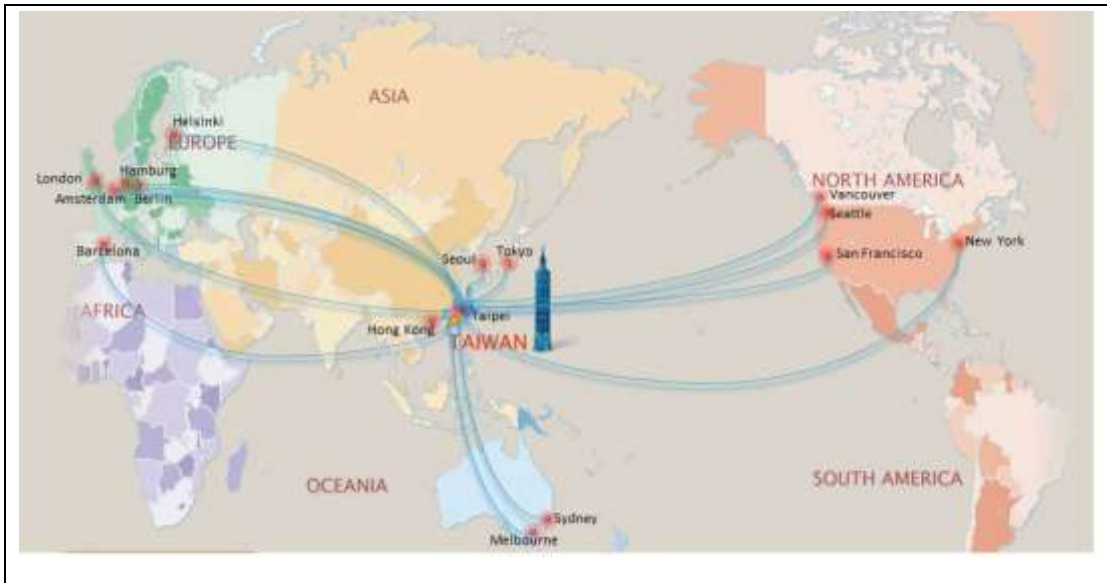 ASIA
Helsinki
EUROPE
London
Hamburg
Amsterdam
Berlin
NORTH AMERICA
Vancouver
Seattle
New York
Barcelona
Seoul
Tokyo
San Francisco
AFRICA
Hong Kong
Taipei
TAIWAN
OCEANIA
SOUTH AMERICA
Sydney
Melbourne